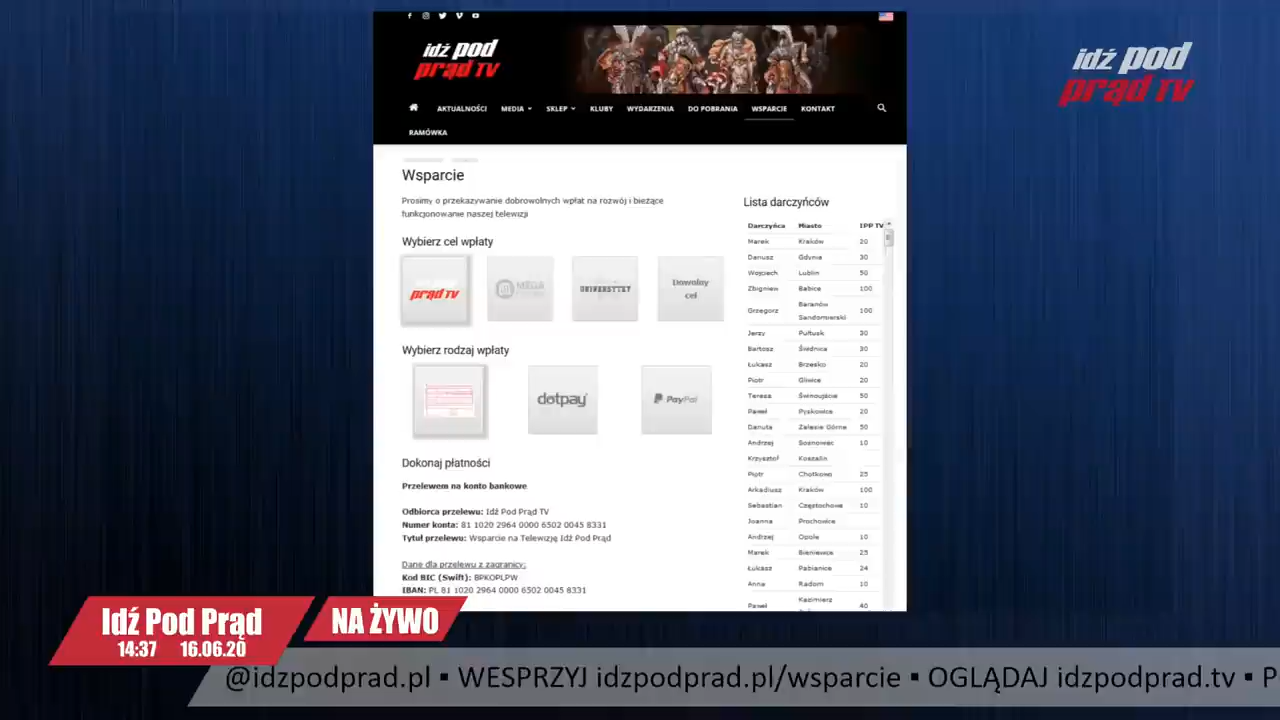 idź pod
prąd TV
idź pod
prąd TV
AKTUALNOŚCI MEDIA SKLEP KLUBY WYDARZENIA DO POBRANIA WSPARCIE KONTAKT
RAMÓWKA
Wsparcie
Prosimy o przekazywanie dobrowolnych wpłat na rozwój i bieżące
funkcjonowanie naszej telewizji
Wybierz cel wpłaty
prąd TV
MEGA
UNIWERSYTET
Dowolny
cel
Wybierz rodzaj wpłaty
dotpay
PayPal
Dokonaj płatności
Przelewem na konto bankowe
Odbiorca przelewu: Idź Pod Prąd TV
Numer konta: 81 1020 2964 0000 6502 0045 8331
Tytuł przelewu: Wsparcie na Telewizję Idź Pod Prąd
Dane dla przelewu z zagranicy:
Kod BIC (Swift): BPKOPLPW
IBAN: PL 81 1020 2964 0000 6502 0045 8331
Lista darczyńców
Darczyńca Miasto IPP TV
Marek Kraków 20
Dariusz Gdynia 30
Wojciech Lublin 50
Zbigniew Babice 100
Grzegorz Baranów Sandomierski 100
Jerzy Pułtusk 30
Bartosz Świdnica 30
Łukasz Brzesko 20
Piotr Gliwice 20
Teresa Świnoujście 50
Paweł Pyskowice 20
Danuta Zalesie Górne 50
Andrzej Sosnowiec 10
Krzysztof Koszalin
Piotr Chotkowo 25
Arkadiusz Kraków 100
Sebastian Częstochowa 10
Joanna Prochowice
Andrzej Opole 10
Marek Bieniewice 25
Łukasz Pabianice 24
Anna Radom 10
Paweł Kazimierz 40
Idź Pod Prąd
14:37 16.06.20
NA ŻYWO
@idzpodprad.pl ▪ WESPRZYJ idzpodprad.pl/wsparcie ▪ OGLĄDAJ idzpodprad.tv ▪ P